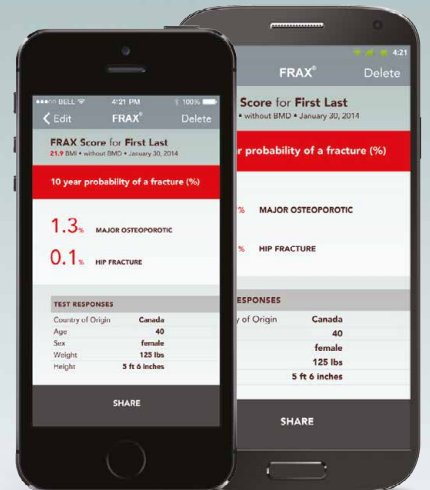 ●●●○○ BELL 4:21 PM 100%
Edit FRAX® Delete
FRAX Score for First Last
21.9 BMI • without BMD • January 30, 2014
10 year probability of a fracture (%)
1.3% MAJOR OSTEOPOROTIC
0.1% HIP FRACTURE
TEST RESPONSES
Country of Origin Canada
Age 40
Sex female
Weight 125 lbs
Height 5 ft 6 inches
SHARE
4:21
FRAX® Delete
Score for First Last
• without BMD • January 30, 2014
r probability of a fracture (%)
% MAJOR OSTEOPOROTIC
% HIP FRACTURE
ESPONSES
y of Origin Canada
40
female
125 lbs
5 ft 6 inches
SHARE